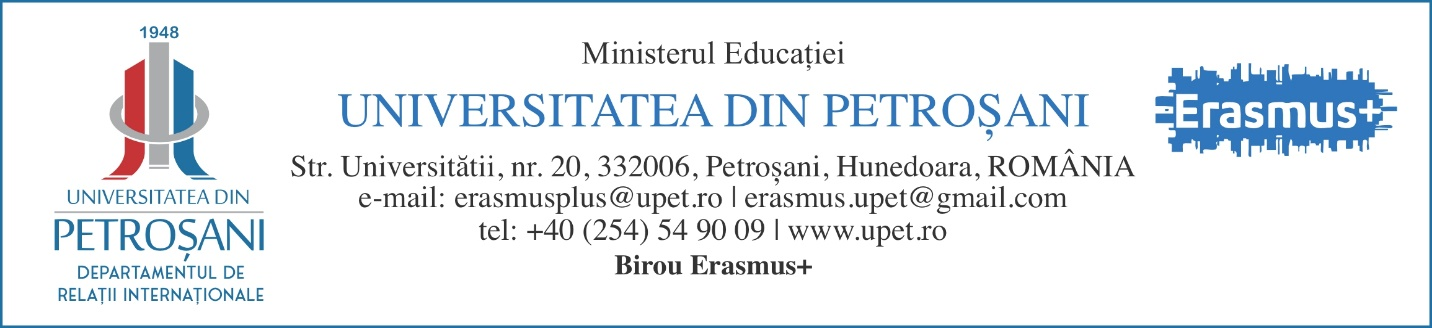 1948
UNIVERSITATEA DIN
PETROȘANI
DEPARTAMENTUL DE
RELAȚII INTERNAȚIONALE
Ministerul Educației
UNIVERSITATEA DIN PETROȘANI
Str. Universitătii, nr. 20, 332006, Petroșani, Hunedoara, ROMÂNIA
e-mail: erasmusplus@upet.ro | erasmus.upet@gmail.com
tel: +40 (254) 54 90 09 | www.upet.ro
Birou Erasmus+
Erasmus+